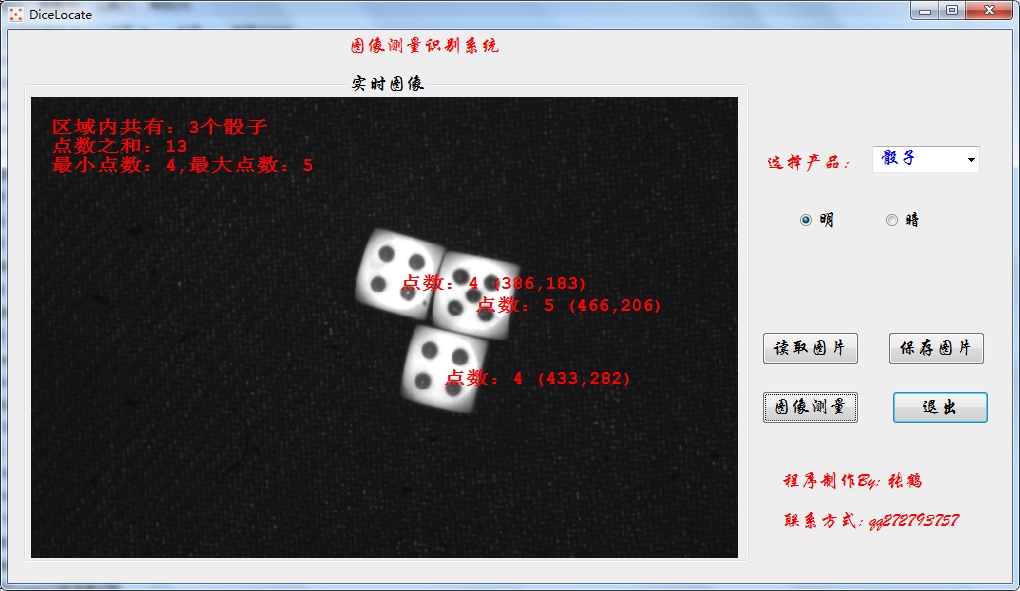 DiceLocate
图像测量识别系统
实时图像
区域内共有：3个骰子
点数之和：13
最小点数：4,最大点数：5
点数：4 (386,183)
点数：5 (466,206)
点数：4 (433,282)
选择产品：
骰子
明
暗
读取图片
保存图片
图像测量
退出
程序制作By: 张鹤
联系方式: qq272793757